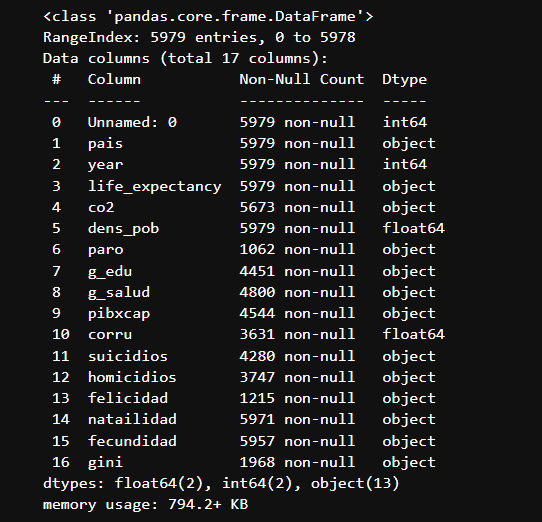 <class 'pandas.core.frame.DataFrame'>
RangeIndex: 5979 entries, 0 to 5978
Data columns (total 17 columns):
 #   Column           Non-Null Count  Dtype
---  ------           --------------  -----
 0   Unnamed: 0       5979 non-null   int64
 1   pais             5979 non-null   object
 2   year             5979 non-null   int64
 3   life_expectancy  5979 non-null   object
 4   co2              5673 non-null   object
 5   dens_pob         5979 non-null   float64
 6   paro             1062 non-null   object
 7   g_edu            4451 non-null   object
 8   g_salud          4800 non-null   object
 9   pibxcap          4544 non-null   object
 10  corru            3631 non-null   float64
 11  suicidios        4280 non-null   object
 12  homicidios       3747 non-null   object
 13  felicidad        1215 non-null   object
 14  natailidad       5971 non-null   object
 15  fecundidad       5957 non-null   object
 16  gini             1968 non-null   object
dtypes: float64(2), int64(2), object(13)
memory usage: 794.2+ KB